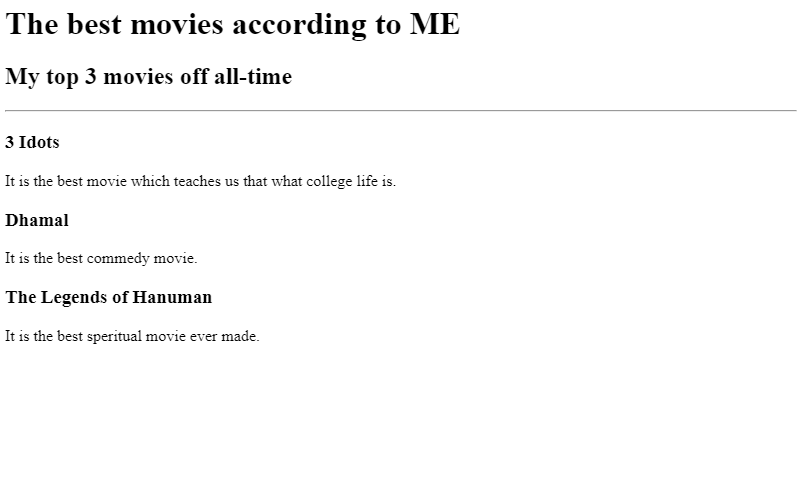 The best movies according to ME
My top 3 movies off all-time
3 Idots
It is the best movie which teaches us that what college life is.
Dhamal
It is the best commedy movie.
The Legends of Hanuman
It is the best speritual movie ever made.